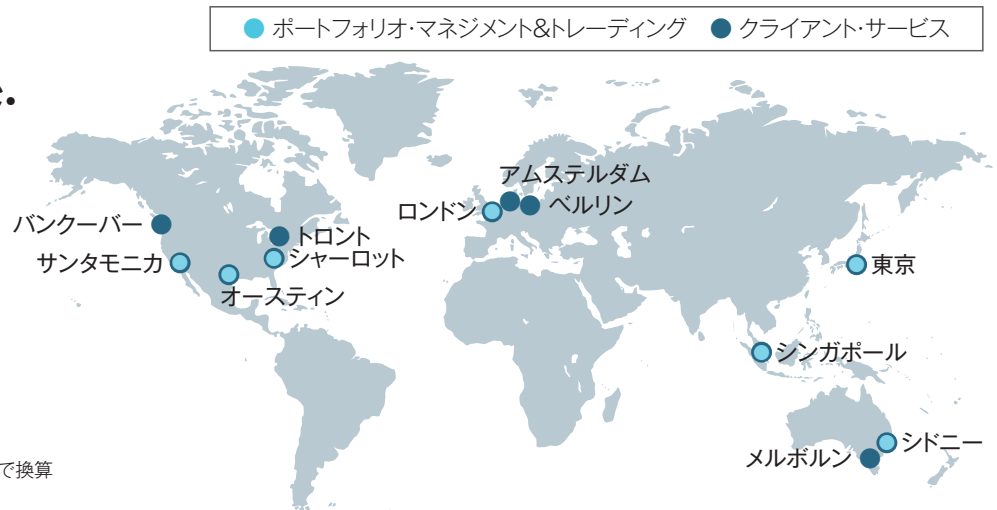 ポートフォリオ・マネジメント&トレーディング クライアント・サービス
アムステルダム
ロンドン
ベルリン
バンクーバー
トロント
サンタモニカ
シャーロット
東京
オースティン
シンガポール
シドニー
メルボルン
で換算